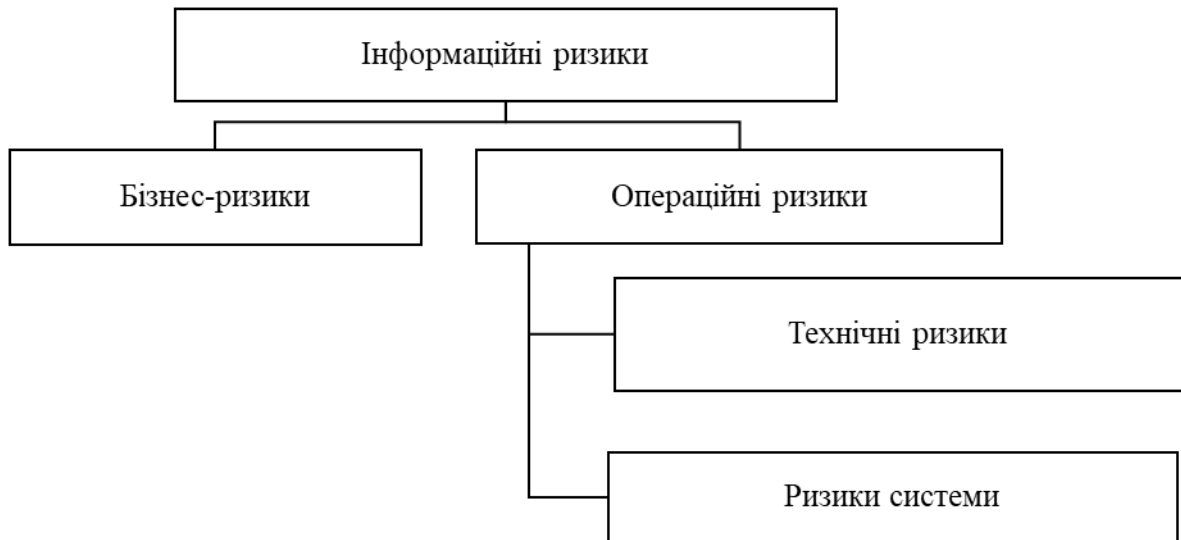 Інформаційні ризики
Бізнес-ризики
Операційні ризики
Технічні ризики
Ризики системи